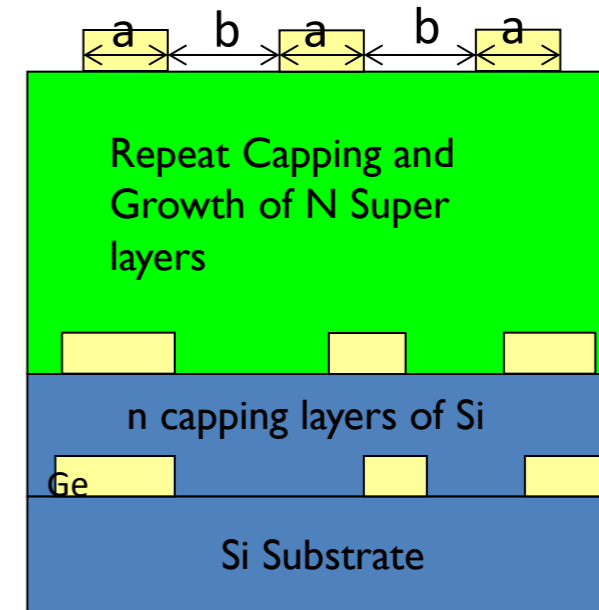 a b a b a
Repeat Capping and
Growth of N Super
layers
n capping layers of Si
Ge
Si Substrate